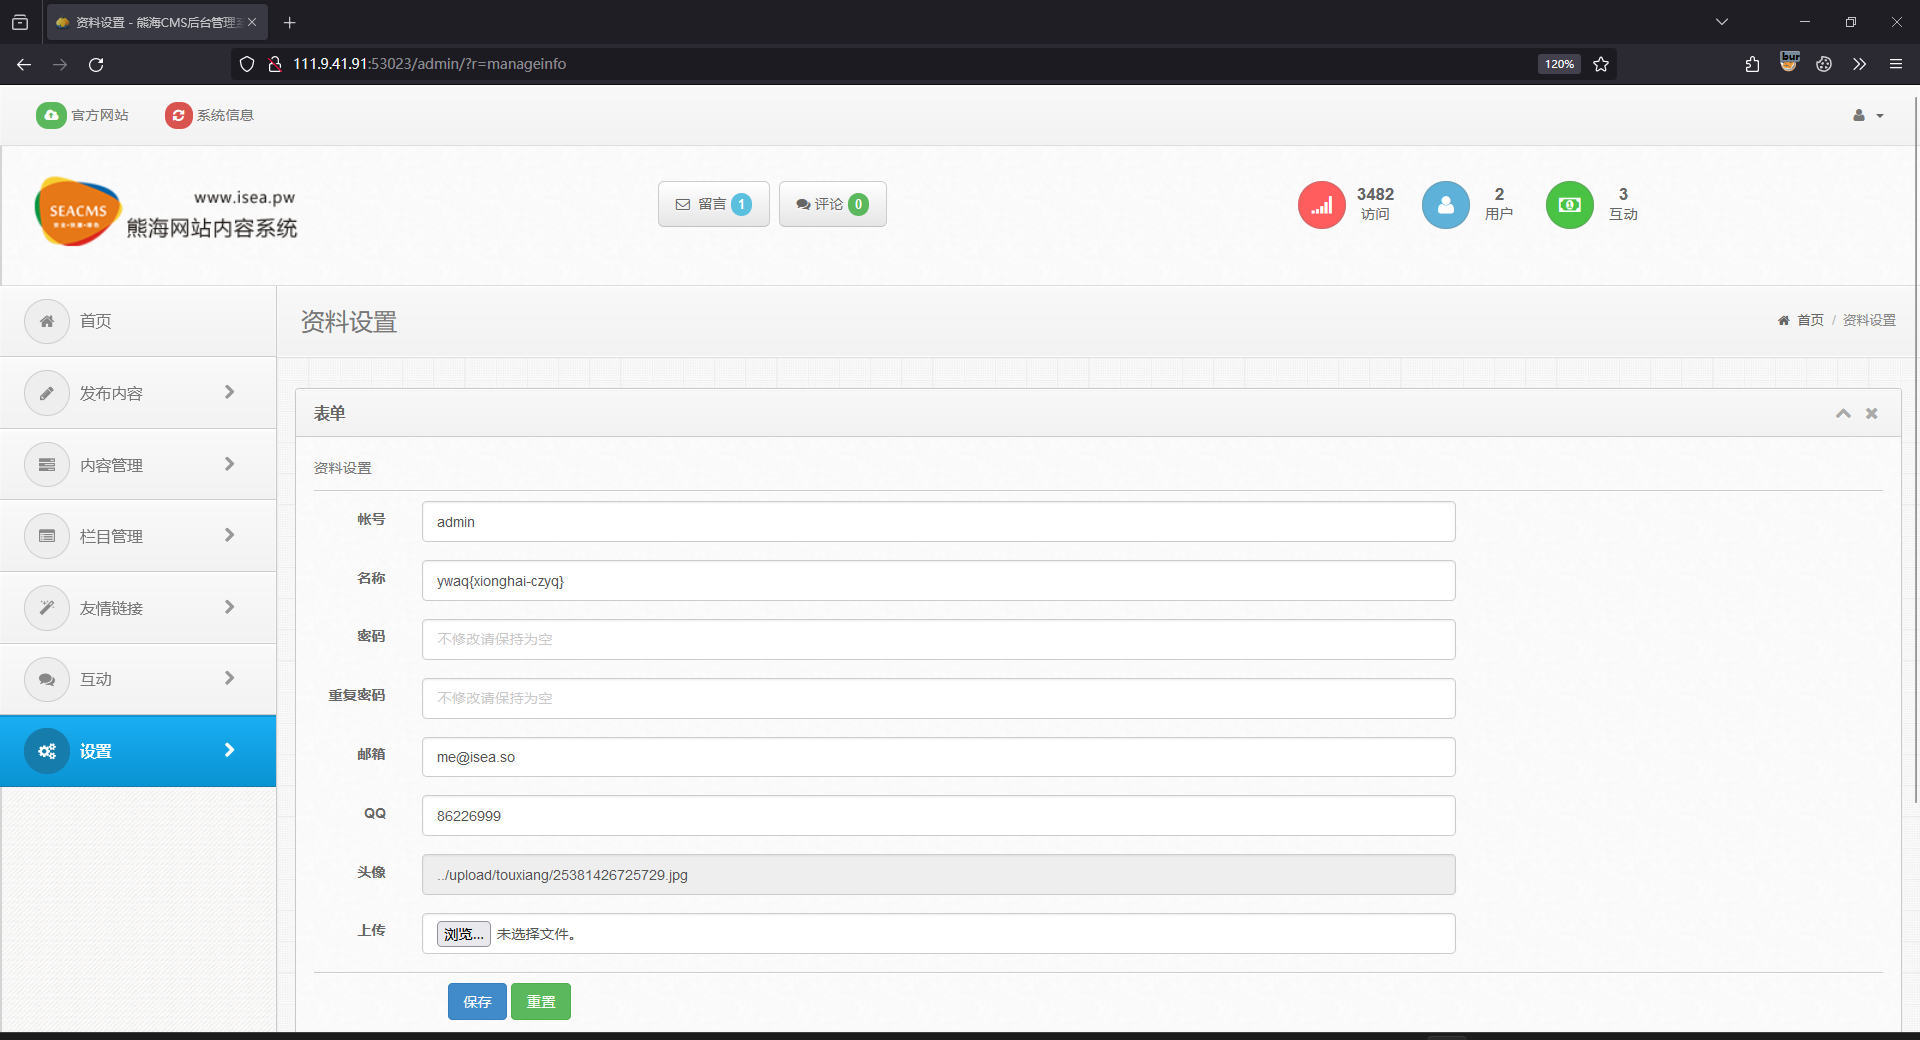 资料设置 - 熊海CMS后台管理
111.9.41.91:53023/admin/?r=manageinfo
120%
官方网站
系统信息
SEACMS
www.isea.pw
熊海网站内容系统
留言 1
评论 0
3482
访问
2
用户
3
互动
首页
发布内容
内容管理
栏目管理
友情链接
互动
设置
资料设置
首页 / 资料设置
表单
资料设置
帐号
admin
名称
ywaq{xionghai-czyq}
密码
不修改请保持为空
重复密码
不修改请保持为空
邮箱
me@isea.so
QQ
86226999
头像
../upload/touxiang/25381426725729.jpg
上传
浏览... 未选择文件。
保存
重置